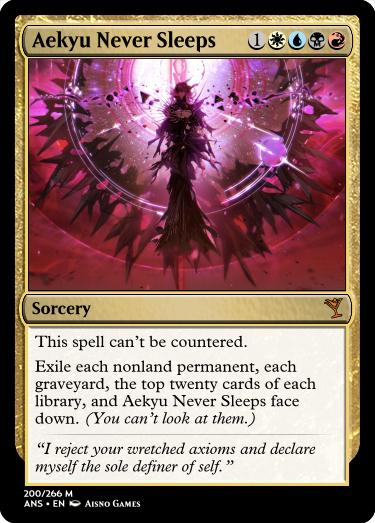 Aekyu Never Sleeps 1
Sorcery
This spell can't be countered.
Exile each nonland permanent, each
graveyard, the top twenty cards of each
library, and Aekyu Never Sleeps face
down. (You can't look at them.)
“I reject your wretched axioms and declare
myself the sole definer of self.”
200/266 M
ANS • EN Aisno Games